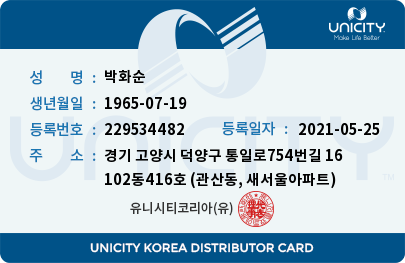 UNICITY
Make Life Better
성 명 : 박화순
생년월일 : 1965-07-19
등록번호 : 229534482 등록일자 : 2021-05-25
주 소 : 경기 고양시 덕양구 통일로754번길 16
102동416호 (관산동, 새서울아파트)
유니시티코리아(유)
UNICITY
UNICITY KOREA DISTRIBUTOR CARD